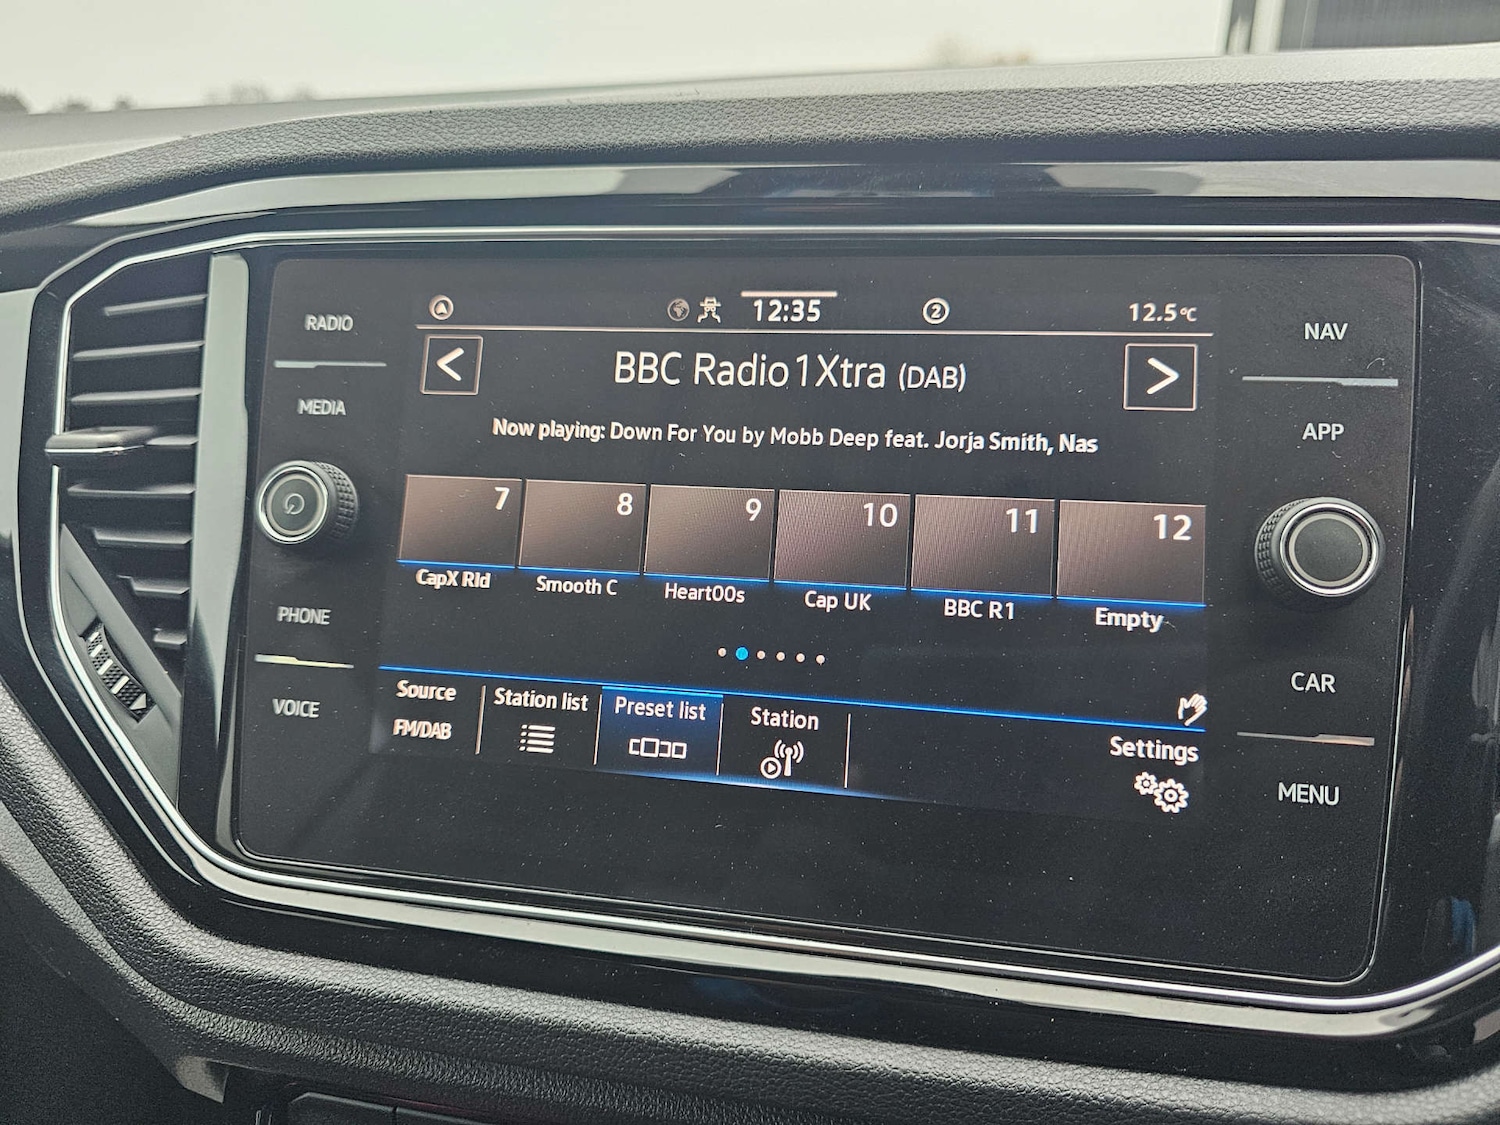 RADIO
MEDIA
PHONE
VOICE
12:35
2
12.5°C
< BBC Radio 1Xtra (DAB) >
Now playing: Down For You by Mobb Deep feat. Jorja Smith, Nas
7 8 9 10 11 12
CapX Rld Smooth C Heart00s Cap UK BBC R1 Empty
Source Station list Preset list Station Settings
FM/DAB
NAV
APP
CAR
MENU